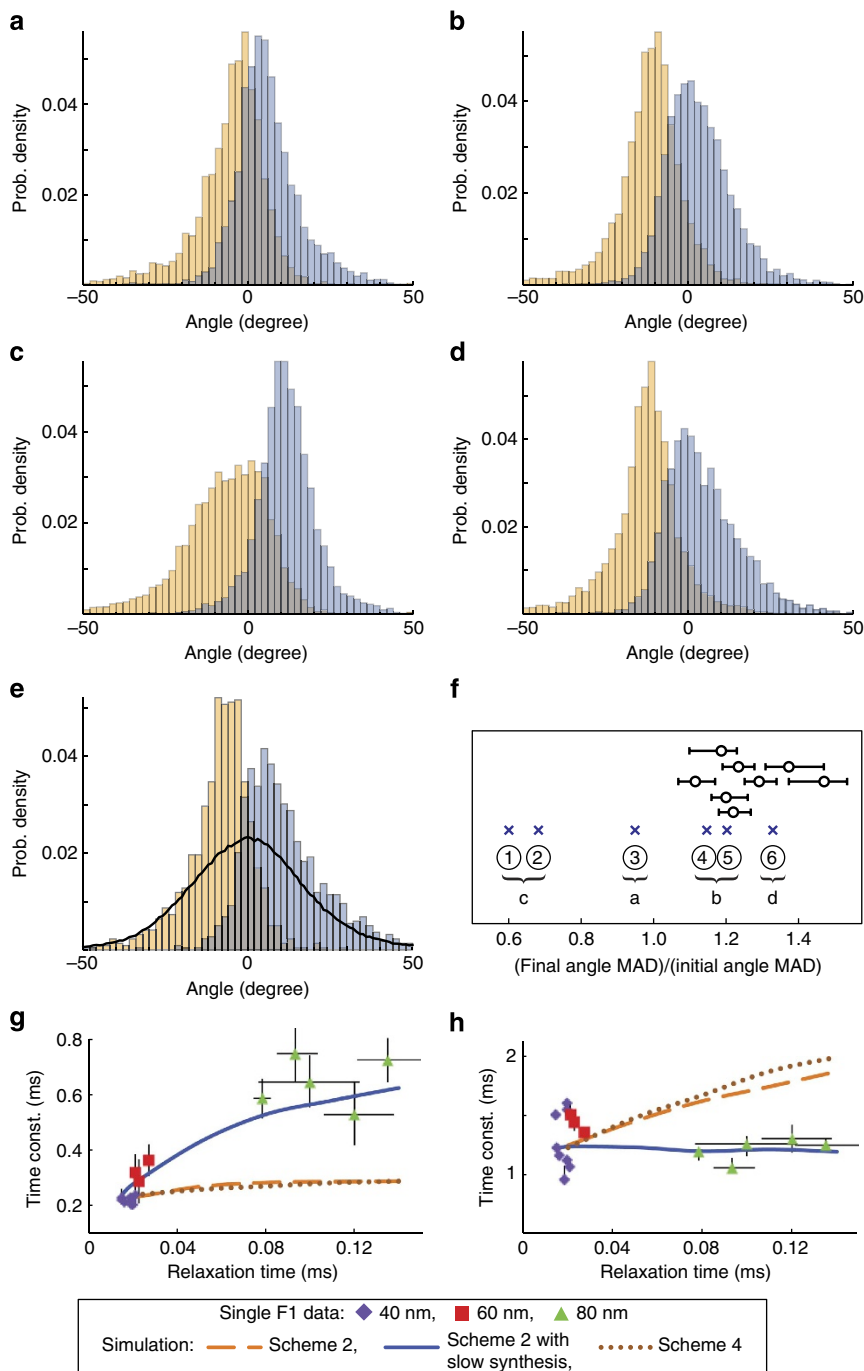 a
Prob. density
0.04
0.02
–50
0
50
Angle (degree)
b
Prob. density
0.04
0.02
–50
0
50
Angle (degree)
c
Prob. density
0.04
0.02
–50
0
50
Angle (degree)
d
Prob. density
0.04
0.02
–50
0
50
Angle (degree)
e
Prob. density
0.04
0.02
–50
0
50
Angle (degree)
f
1 2 3 4 5 6
c a b d
0.6 0.8 1.0 1.2 1.4
(Final angle MAD)/(initial angle MAD)
g
Time const. (ms)
0.8
0.6
0.4
0.2
0 0.04 0.08 0.12
Relaxation time (ms)
h
Time const. (ms)
2
1
0 0.04 0.08 0.12
Relaxation time (ms)
Single F1 data: 40 nm, 60 nm, 80 nm
Simulation: Scheme 2, Scheme 2 with Scheme 4
slow synthesis,